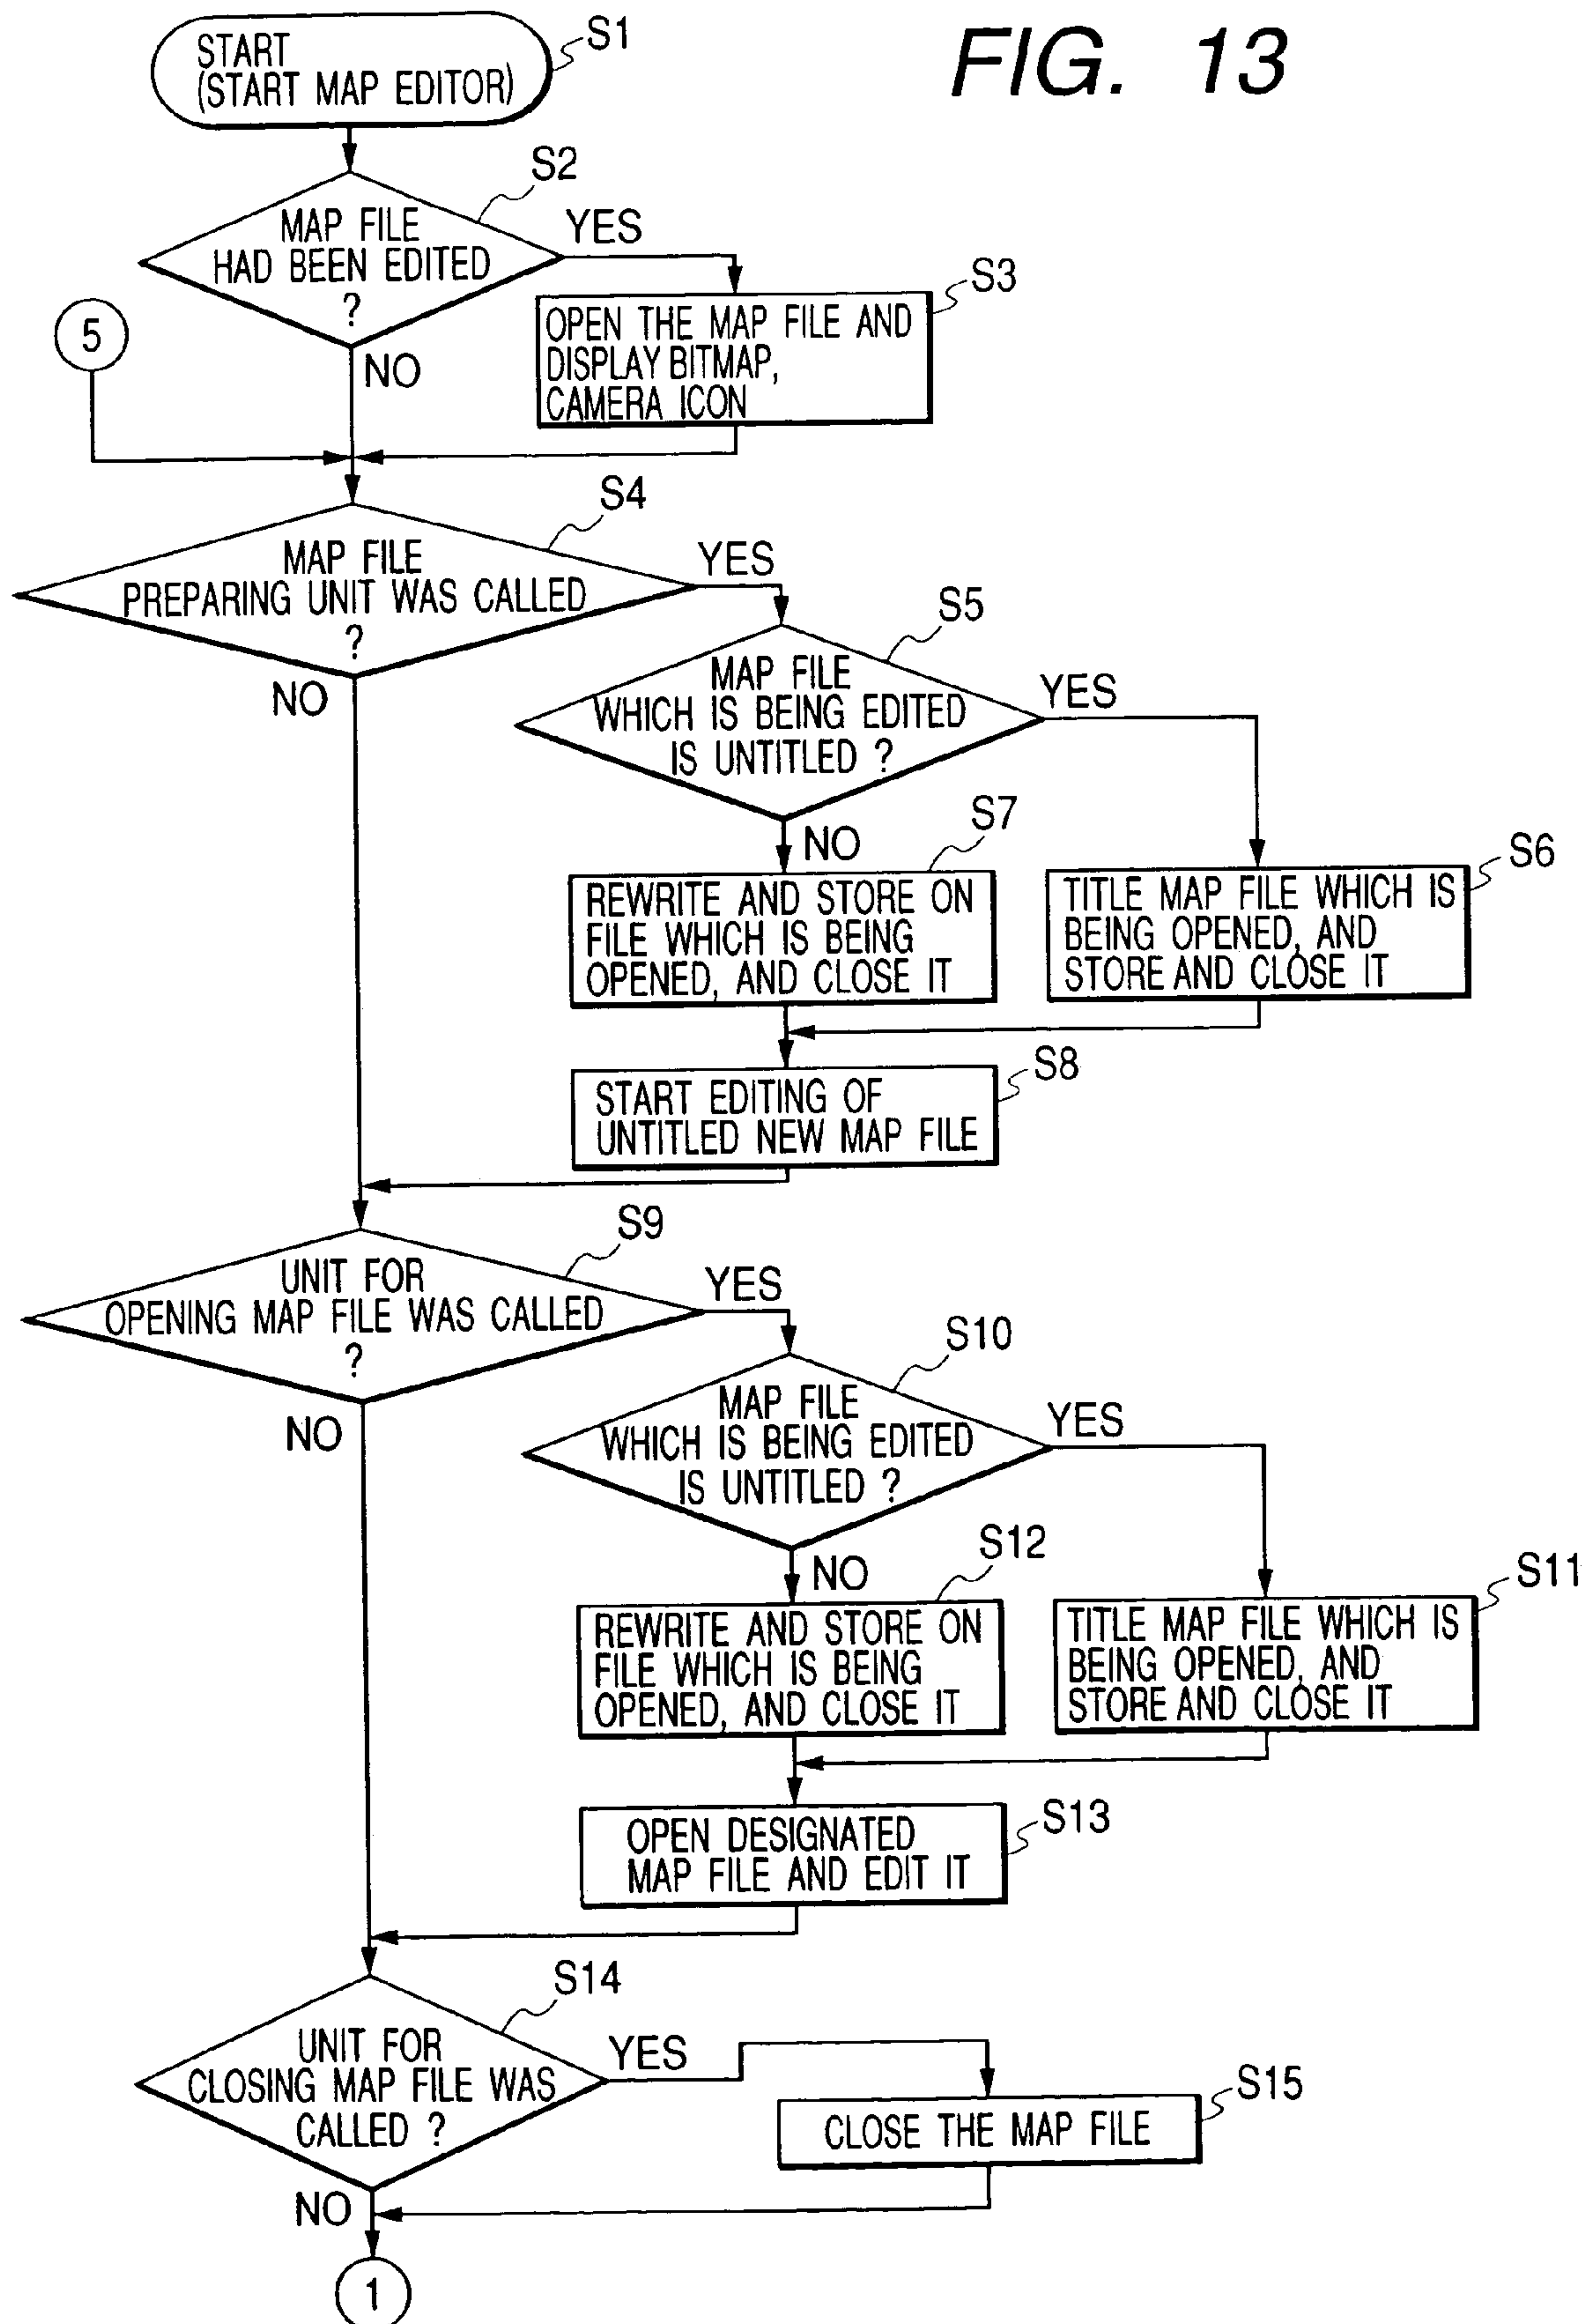 FIG. 13
START
(START MAP EDITOR)
S1
S2
MAP FILE
HAD BEEN EDITED
?
YES
NO
S3
OPEN THE MAP FILE AND
DISPLAY BITMAP,
CAMERA ICON
5
S4
MAP FILE
PREPARING UNIT WAS CALLED
?
YES
NO
S5
MAP FILE
WHICH IS BEING EDITED
IS UNTITLED ?
YES
NO
S7
REWRITE AND STORE ON
FILE WHICH IS BEING
OPENED, AND CLOSE IT
S6
TITLE MAP FILE WHICH IS
BEING OPENED, AND
STORE AND CLOSE IT
S8
START EDITING OF
UNTITLED NEW MAP FILE
S9
UNIT FOR
OPENING MAP FILE WAS CALLED
?
YES
NO
S10
MAP FILE
WHICH IS BEING EDITED
IS UNTITLED ?
YES
NO
S12
REWRITE AND STORE ON
FILE WHICH IS BEING
OPENED, AND CLOSE IT
S11
TITLE MAP FILE WHICH IS
BEING OPENED, AND
STORE AND CLOSE IT
S13
OPEN DESIGNATED
MAP FILE AND EDIT IT
S14
UNIT FOR
CLOSING MAP FILE WAS
CALLED ?
YES
NO
S15
CLOSE THE MAP FILE
1